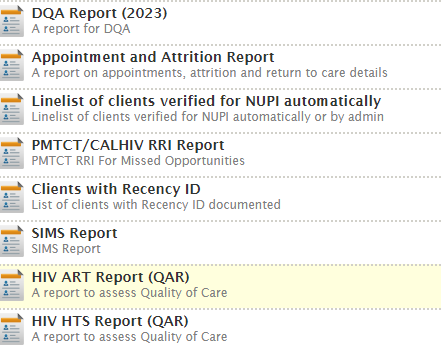 DQA Report (2023)
A report for DQA
Appointment and Attrition Report
A report on appointments, attrition and return to care details
Linelist of clients verified for NUPI automatically
Linelist of clients verified for NUPI automatically or by admin
PMTCT/CALHIV RRI Report
PMTCT RRI For Missed Opportunities
Clients with Recency ID
List of clients with Recency ID documented
SIMS Report
SIMS Report
HIV ART Report (QAR)
A report to assess Quality of Care
HIV HTS Report (QAR)
A report to assess Quality of Care